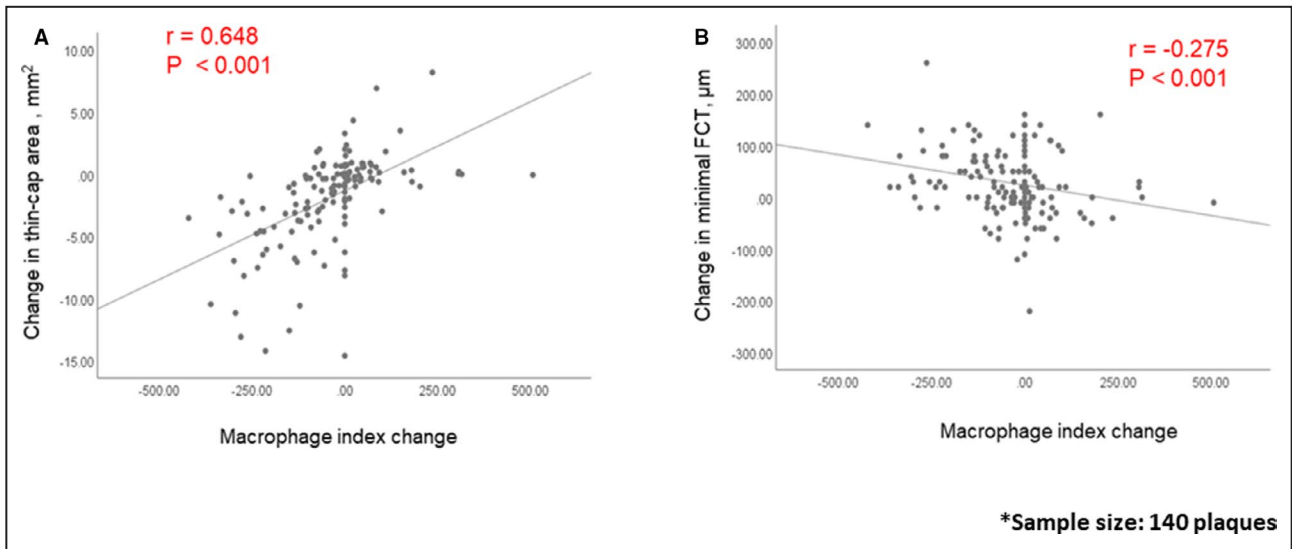 A
r = 0.648
P < 0.001
Change in thin-cap area , mm²
10.00
5.00
.00
-5.00
-10.00
-15.00
-500.00 -250.00 .00 250.00 500.00
Macrophage index change
B
r = -0.275
P < 0.001
Change in minimal FCT, µm
300.00
200.00
100.00
.00
-100.00
-200.00
-300.00
-500.00 -250.00 .00 250.00 500.00
Macrophage index change
*Sample size: 140 plaques